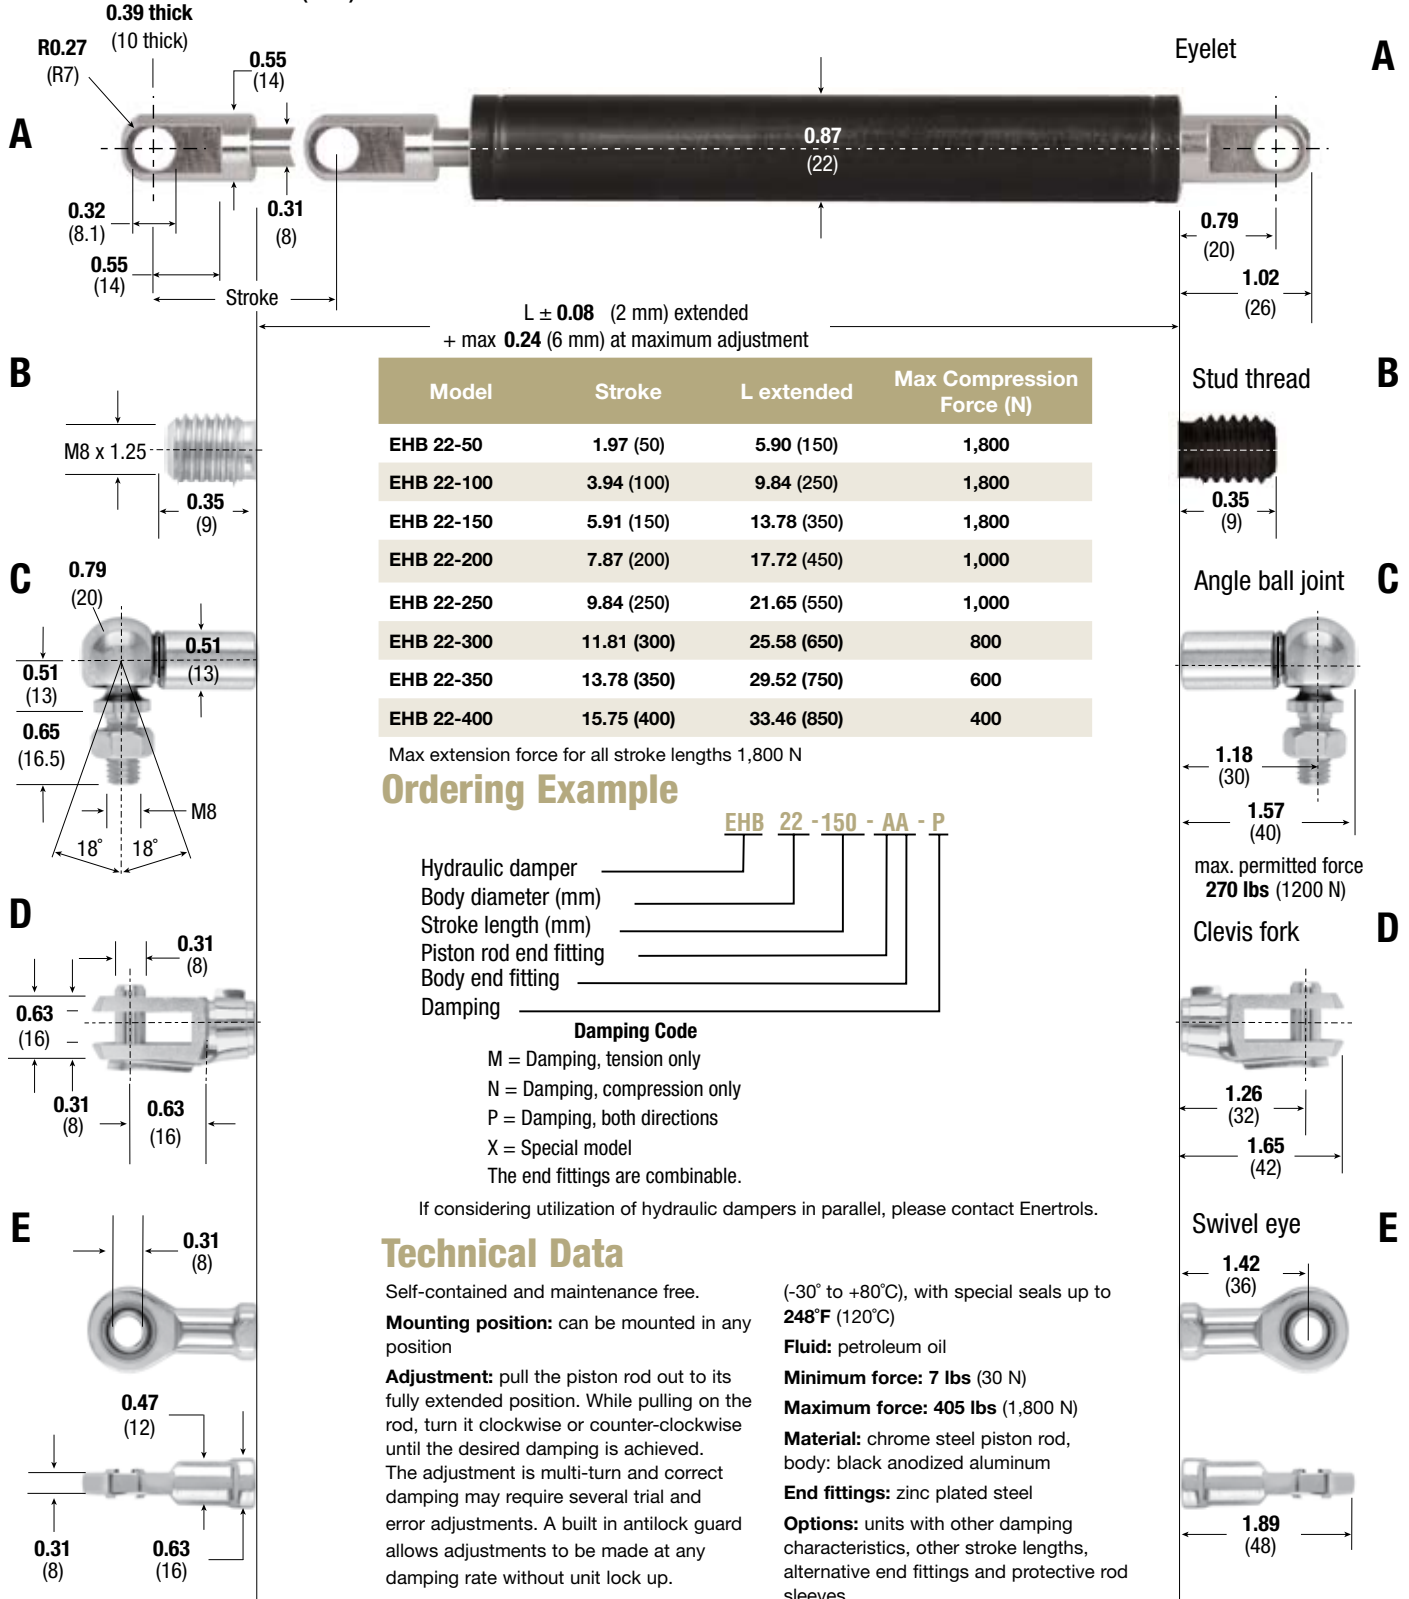 0.39 thick
(10 thick)
R0.27
(R7)
0.55
(14)
Eyelet
A
A
0.87
(22)
0.32
(8.1)
0.31
(8)
0.55
(14)
Stroke
0.79
(20)
1.02
(26)
L ± 0.08 (2 mm) extended
+ max 0.24 (6 mm) at maximum adjustment
Model Stroke L extended Max Compression
Force (N)
EHB 22-50 1.97 (50) 5.90 (150) 1,800
EHB 22-100 3.94 (100) 9.84 (250) 1,800
EHB 22-150 5.91 (150) 13.78 (350) 1,800
EHB 22-200 7.87 (200) 17.72 (450) 1,000
EHB 22-250 9.84 (250) 21.65 (550) 1,000
EHB 22-300 11.81 (300) 25.58 (650) 800
EHB 22-350 13.78 (350) 29.52 (750) 600
EHB 22-400 15.75 (400) 33.46 (850) 400
Max extension force for all stroke lengths 1,800 N
B
M8 x 1.25
0.35
(9)
Stud thread
B
0.35
(9)
C
0.79
(20)
0.51
(13)
0.51
(13)
0.65
(16.5)
M8
18° 18°
Angle ball joint
C
1.18
(30)
1.57
(40)
max. permitted force
270 lbs (1200 N)
Ordering Example
EHB 22 -150 - AA - P
Hydraulic damper
Body diameter (mm)
Stroke length (mm)
Piston rod end fitting
Body end fitting
Damping
Damping Code
M = Damping, tension only
N = Damping, compression only
P = Damping, both directions
X = Special model
The end fittings are combinable.
If considering utilization of hydraulic dampers in parallel, please contact Enertrols.
D
0.31
(8)
0.63
(16)
0.31
(8)
0.63
(16)
Clevis fork
D
1.26
(32)
1.65
(42)
E
0.31
(8)
0.47
(12)
0.31
(8)
0.63
(16)
Swivel eye
E
1.42
(36)
1.89
(48)
Technical Data
Self-contained and maintenance free.
Mounting position: can be mounted in any
position
Adjustment: pull the piston rod out to its
fully extended position. While pulling on the
rod, turn it clockwise or counter-clockwise
until the desired damping is achieved.
The adjustment is multi-turn and correct
damping may require several trial and
error adjustments. A built in antilock guard
allows adjustments to be made at any
damping rate without unit lock up.
(-30° to +80°C), with special seals up to
248°F (120°C)
Fluid: petroleum oil
Minimum force: 7 lbs (30 N)
Maximum force: 405 lbs (1,800 N)
Material: chrome steel piston rod,
body: black anodized aluminum
End fittings: zinc plated steel
Options: units with other damping
characteristics, other stroke lengths,
alternative end fittings and protective rod
sleeves